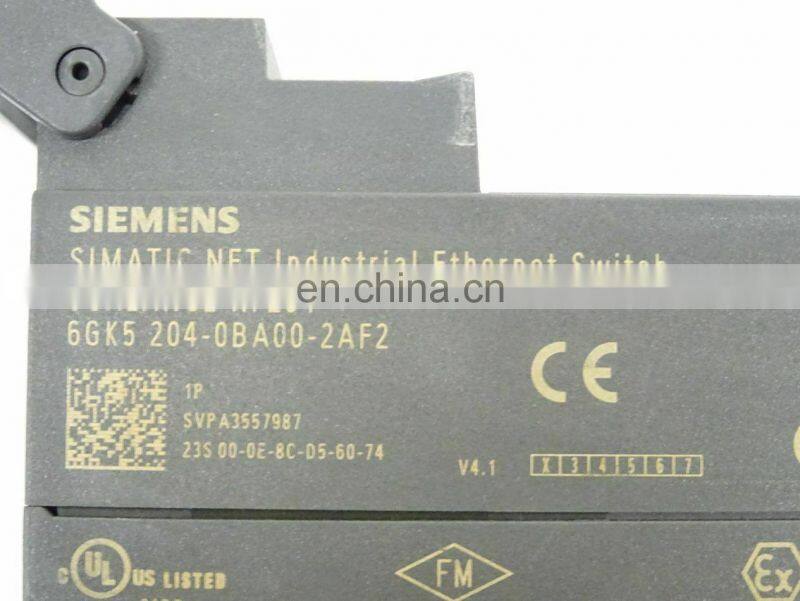 SIEMENS
SIMATIC NET Industrial Ethernet Switch
en.china.cn
6GK5 204-0BA00-2AF2
CE
1P
SVPA3557987
23S 00-0E-8C-D5-60-74
V4.1
X 3 4 5 6 7
C UL US LISTED
FM
Ex